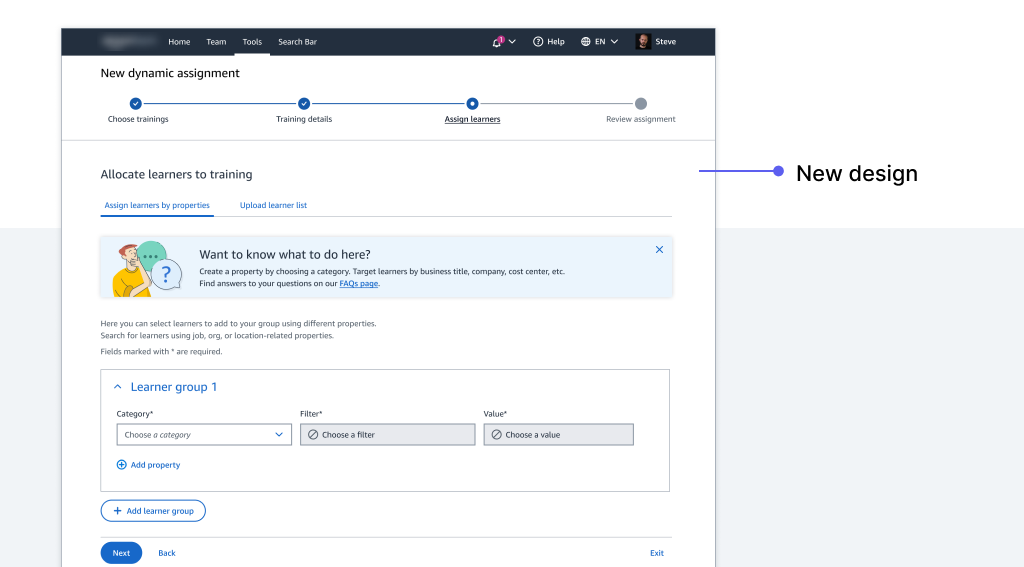 Home Team Tools Search Bar 1 Help EN Steve
New dynamic assignment
Choose trainings Training details Assign learners Review assignment
Allocate learners to training
New design
Assign learners by properties Upload learner list
Want to know what to do here?
Create a property by choosing a category. Target learners by business title, company, cost center, etc.
Find answers to your questions on our FAQs page.
?
Here you can select learners to add to your group using different properties.
Search for learners using job, org, or location-related properties.
Fields marked with * are required.
Learner group 1
Category* Filter* Value*
Choose a category Choose a filter Choose a value
Add property
Add learner group
Next Back Exit